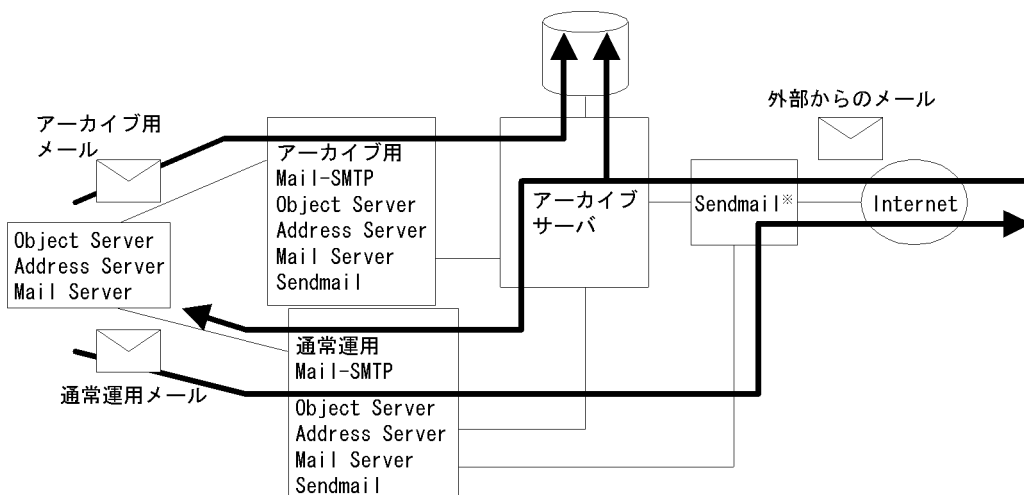 外部からのメール
アーカイブ用
メール
アーカイブ用
Mail-SMTP
Object Server
Address Server
Mail Server
Sendmail
アーカイブ
サーバ
Sendmail※
Internet
Object Server
Address Server
Mail Server
通常運用
Mail-SMTP
Object Server
Address Server
Mail Server
Sendmail
通常運用メール